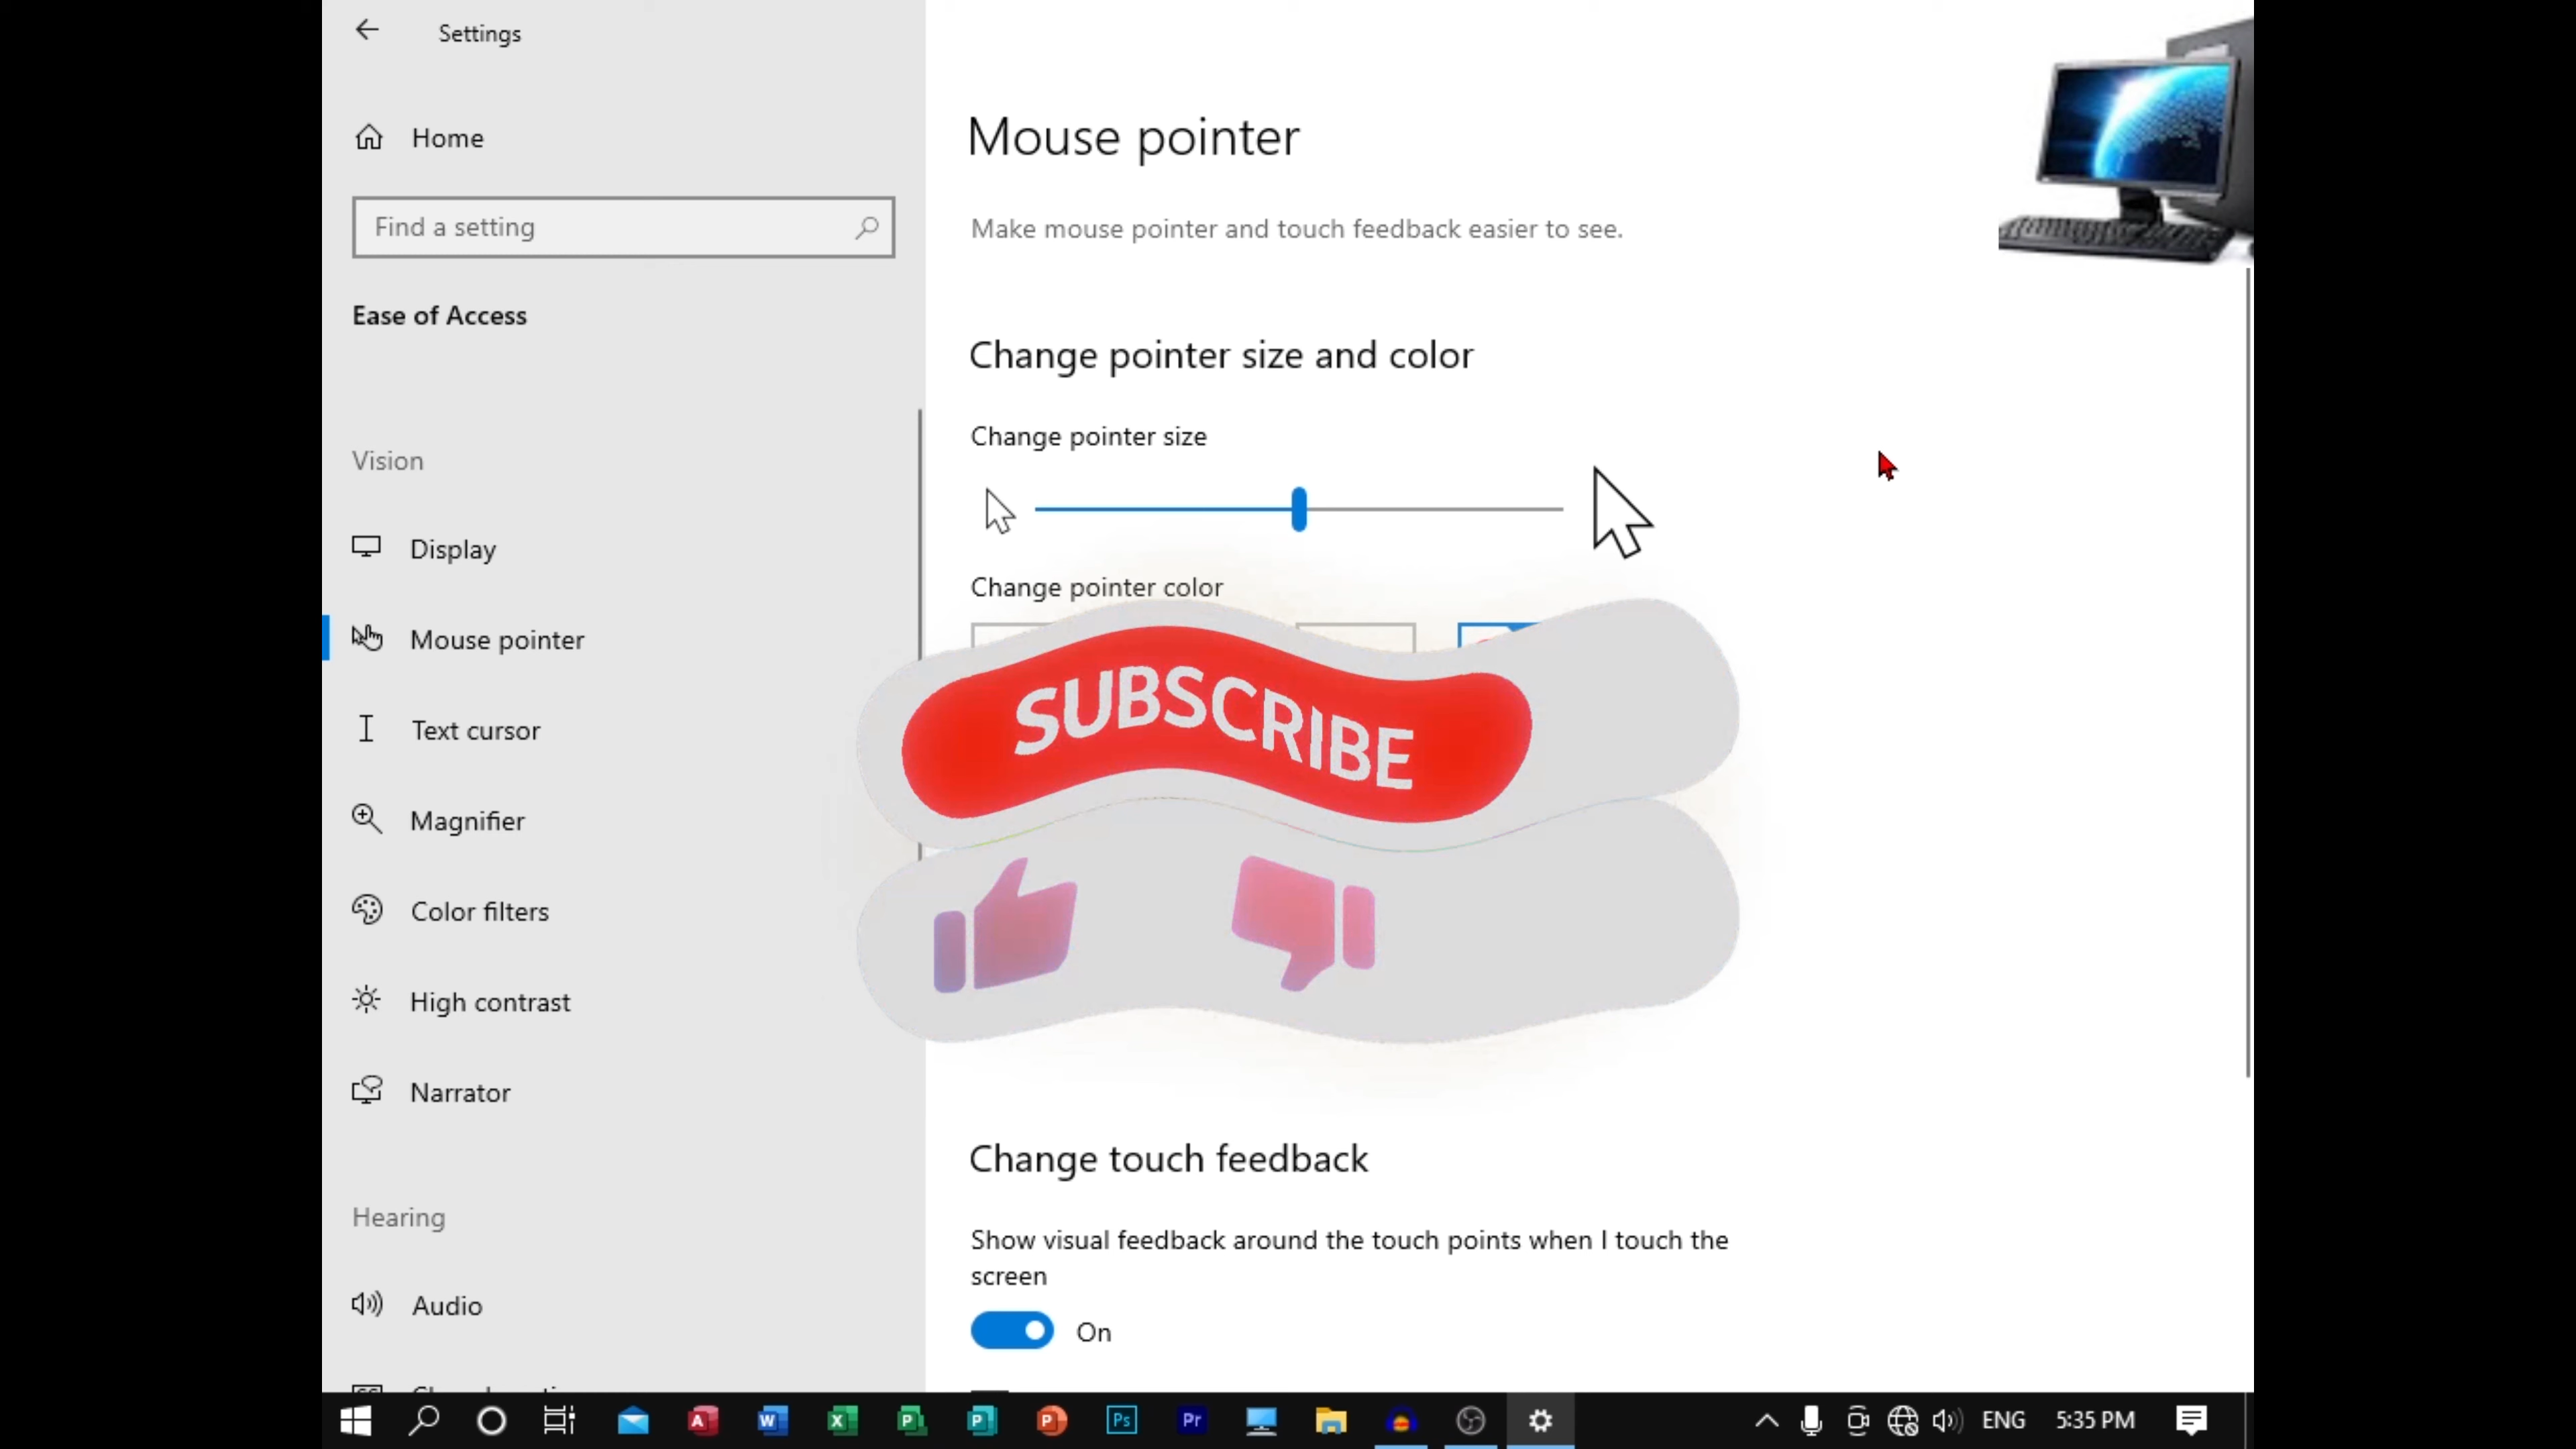 Settings
Home
Find a setting
Ease of Access
Vision
Display
Mouse pointer
Text cursor
Magnifier
Color filters
High contrast
Narrator
Hearing
Audio
Mouse pointer
Make mouse pointer and touch feedback easier to see.
Change pointer size and color
Change pointer size
Change pointer color
SUBSCRIBE
Change touch feedback
Show visual feedback around the touch points when I touch the
screen
On
A
W
X
P
P
P
Ps
Pr
ENG
5:35 PM